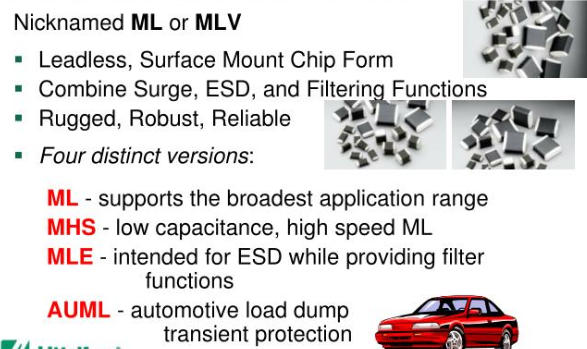 Nicknamed ML or MLV
▪ Leadless, Surface Mount Chip Form
▪ Combine Surge, ESD, and Filtering Functions
▪ Rugged, Robust, Reliable
▪ Four distinct versions:
ML - supports the broadest application range
MHS - low capacitance, high speed ML
MLE - intended for ESD while providing filter
functions
AUML - automotive load dump
transient protection